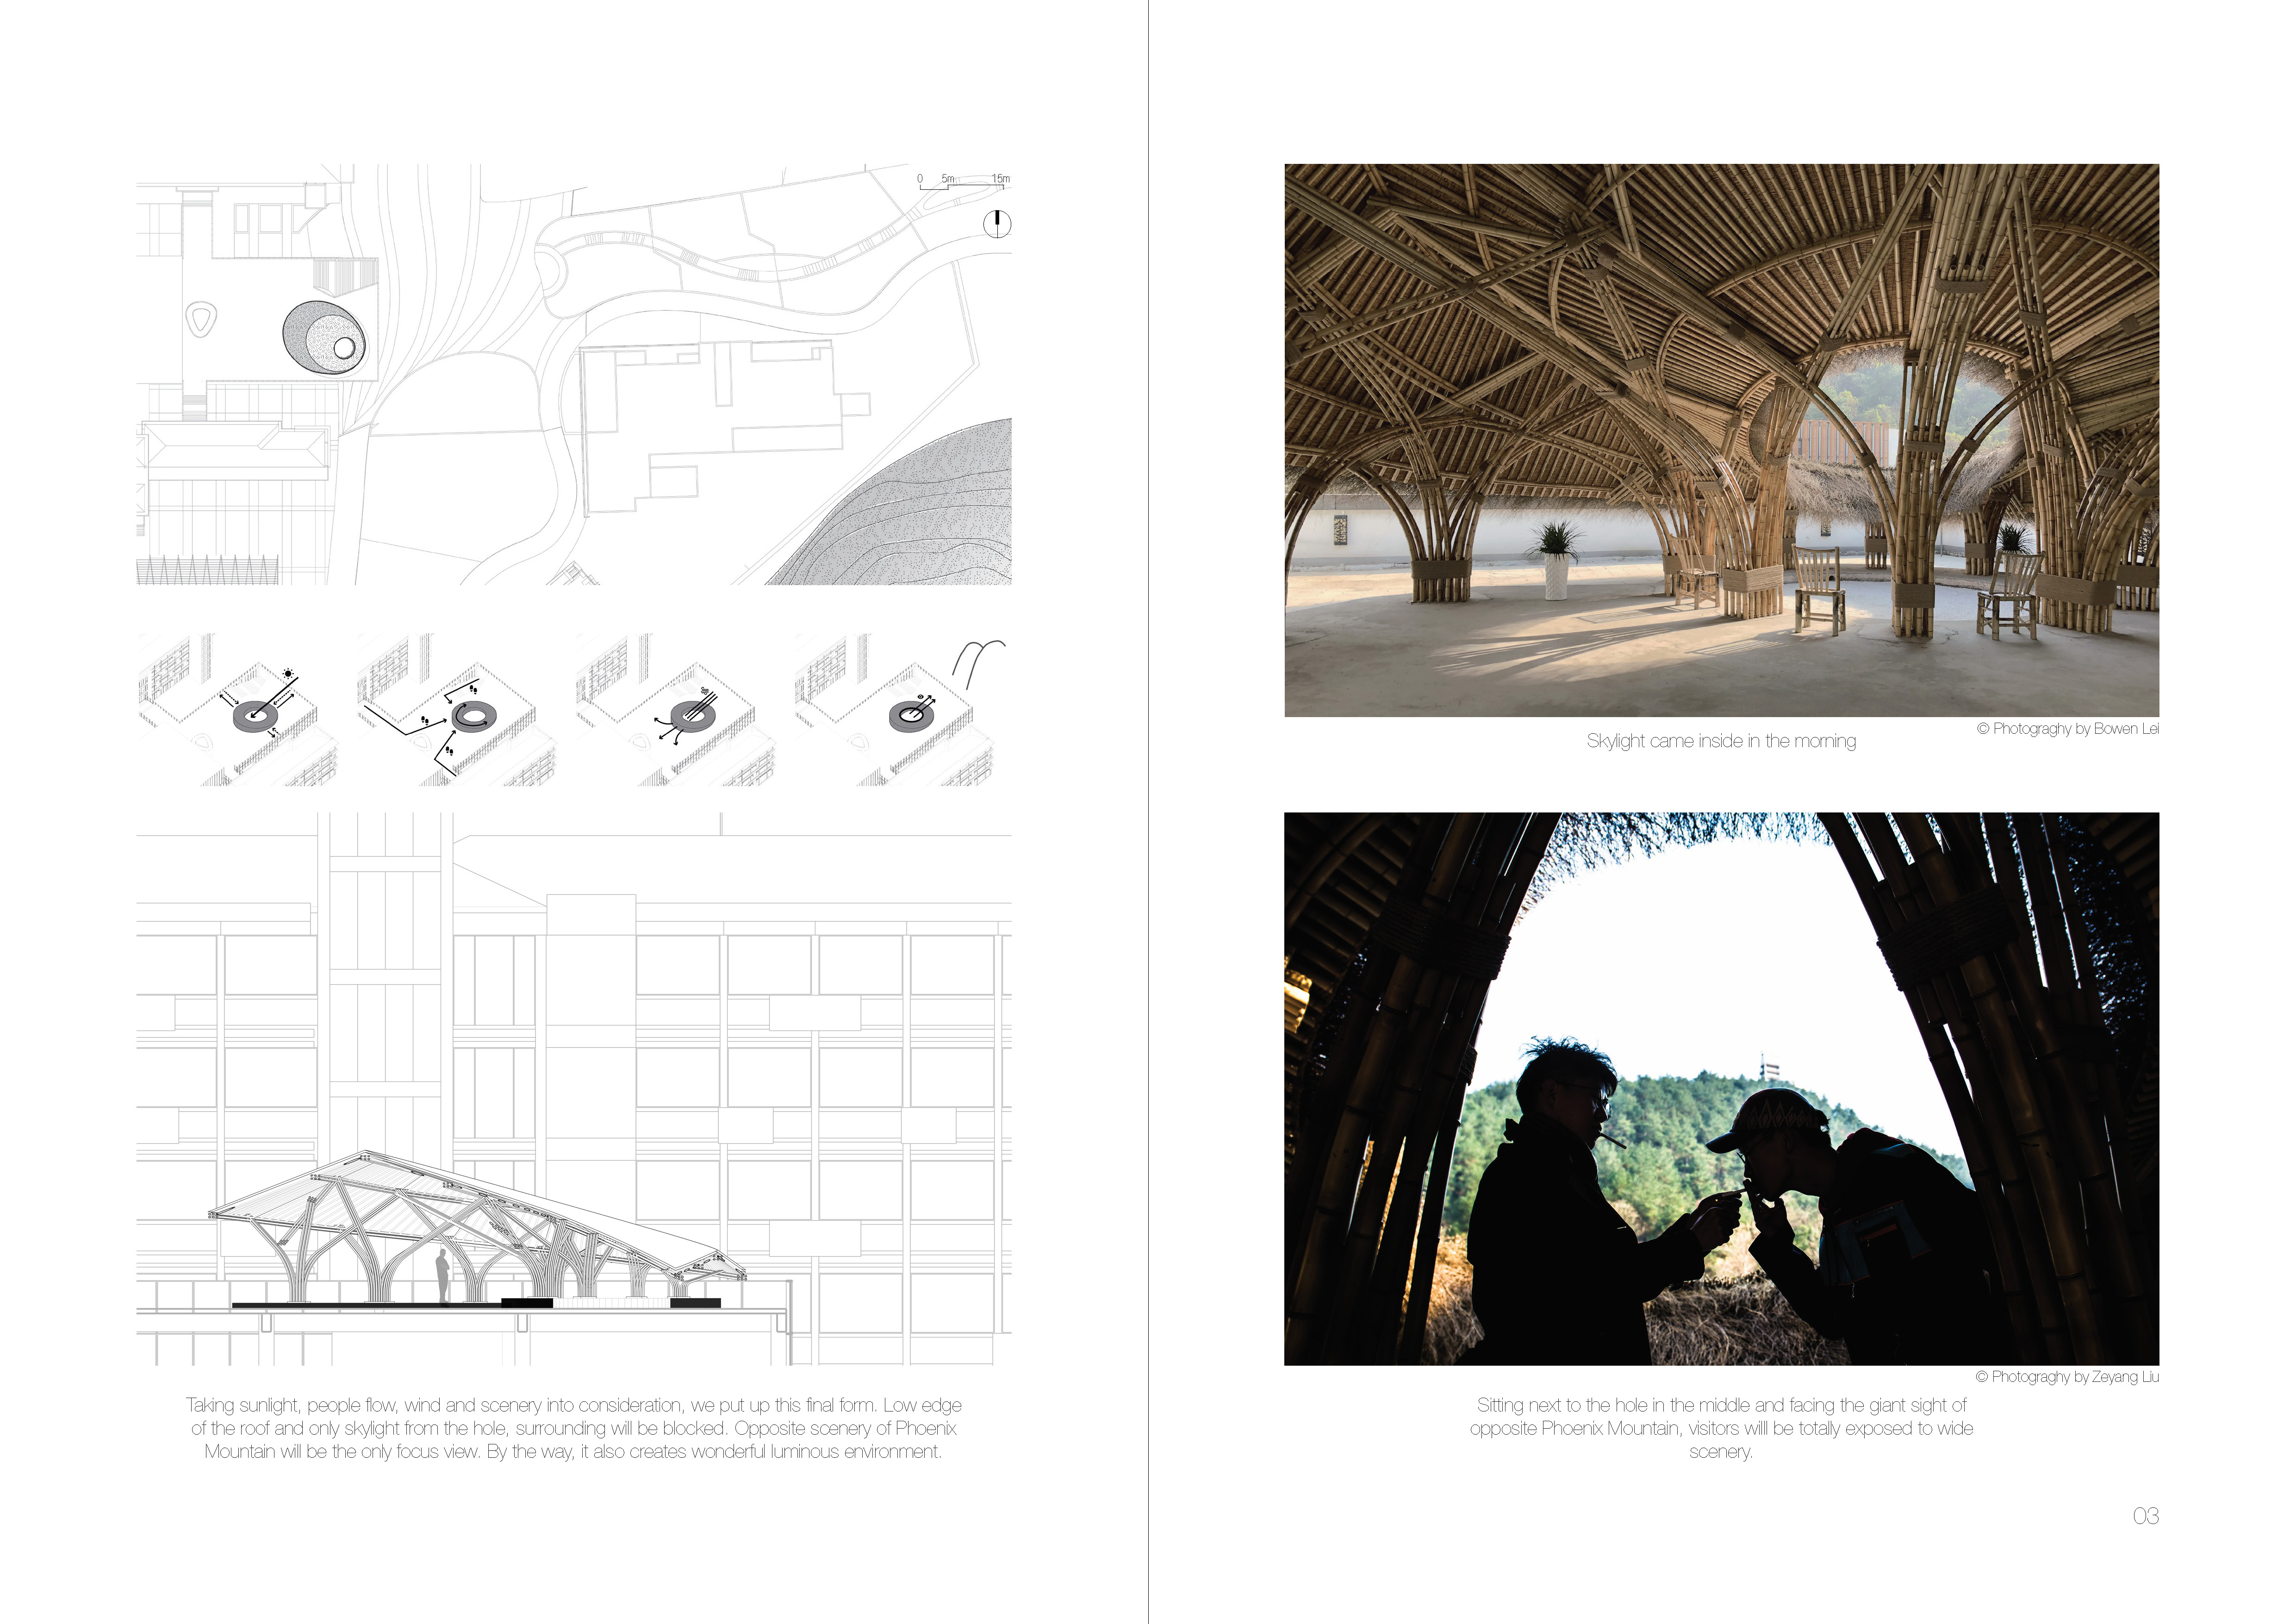 0 5m 15m
Taking sunlight, people flow, wind and scenery into consideration, we put up this final form. Low edge
of the roof and only skylight from the hole, surrounding will be blocked. Opposite scenery of Phoenix
Mountain will be the only focus view. By the way, it also creates wonderful luminous environment.
© Photograghy by Bowen Lei
Skylight came inside in the morning
© Photograghy by Zeyang Liu
Sitting next to the hole in the middle and facing the giant sight of
opposite Phoenix Mountain, visitors willl be totally exposed to wide
scenery.
03